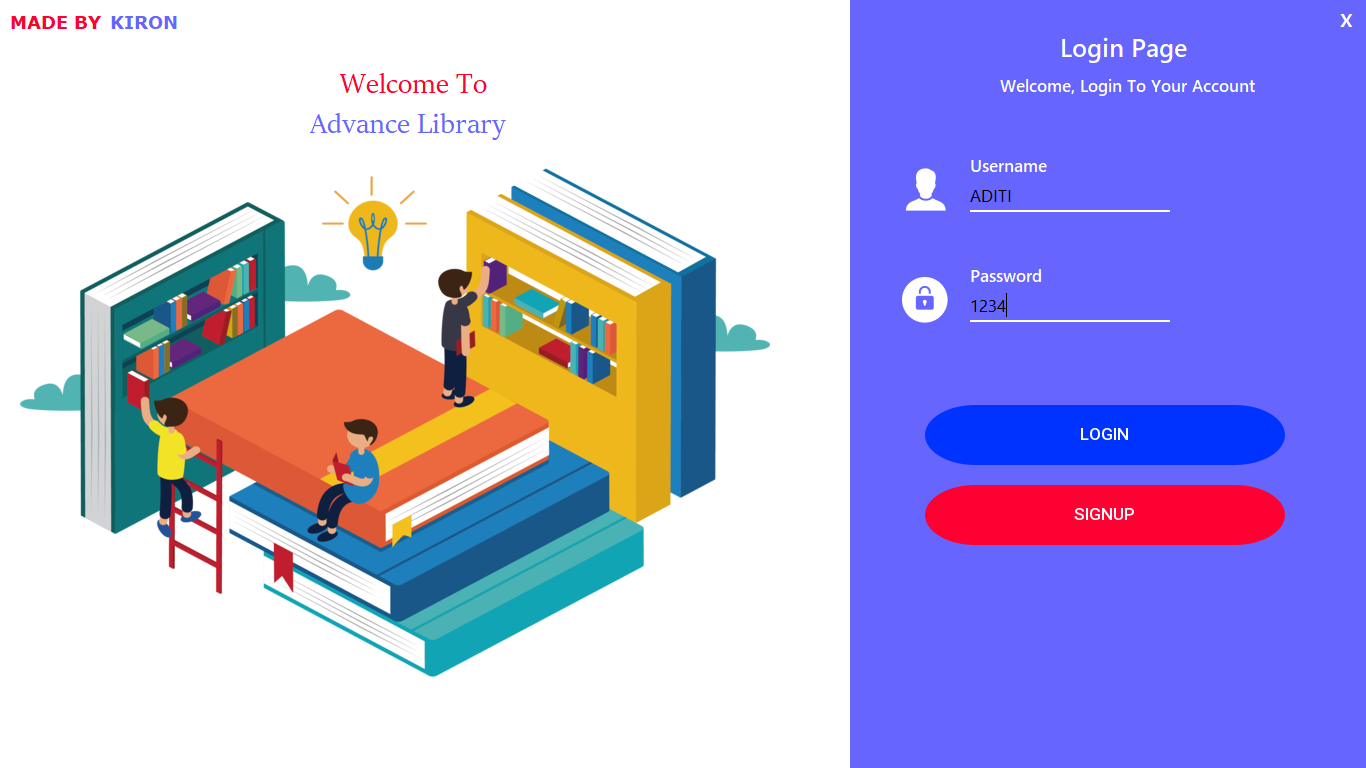 MADE BY KIRON
Welcome To
Advance Library
X
Login Page
Welcome, Login To Your Account
Username
ADITI
Password
1234
LOGIN
SIGNUP